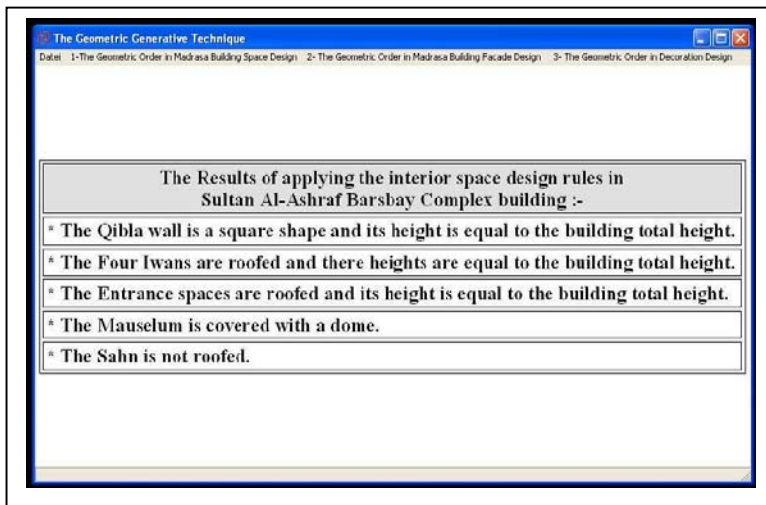 The Geometric Generative Technique
Datei 1-The Geometric Order in Madrasa Building Space Design 2- The Geometric Order in Madrasa Building Facade Design 3- The Geometric Order in Decoration Design
The Results of applying the interior space design rules in
Sultan Al-Ashraf Barsbay Complex building :-
* The Qibla wall is a square shape and its height is equal to the building total height.
* The Four Iwans are roofed and there heights are equal to the building total height.
* The Entrance spaces are roofed and its height is equal to the building total height.
* The Mauselum is covered with a dome.
* The Sahn is not roofed.